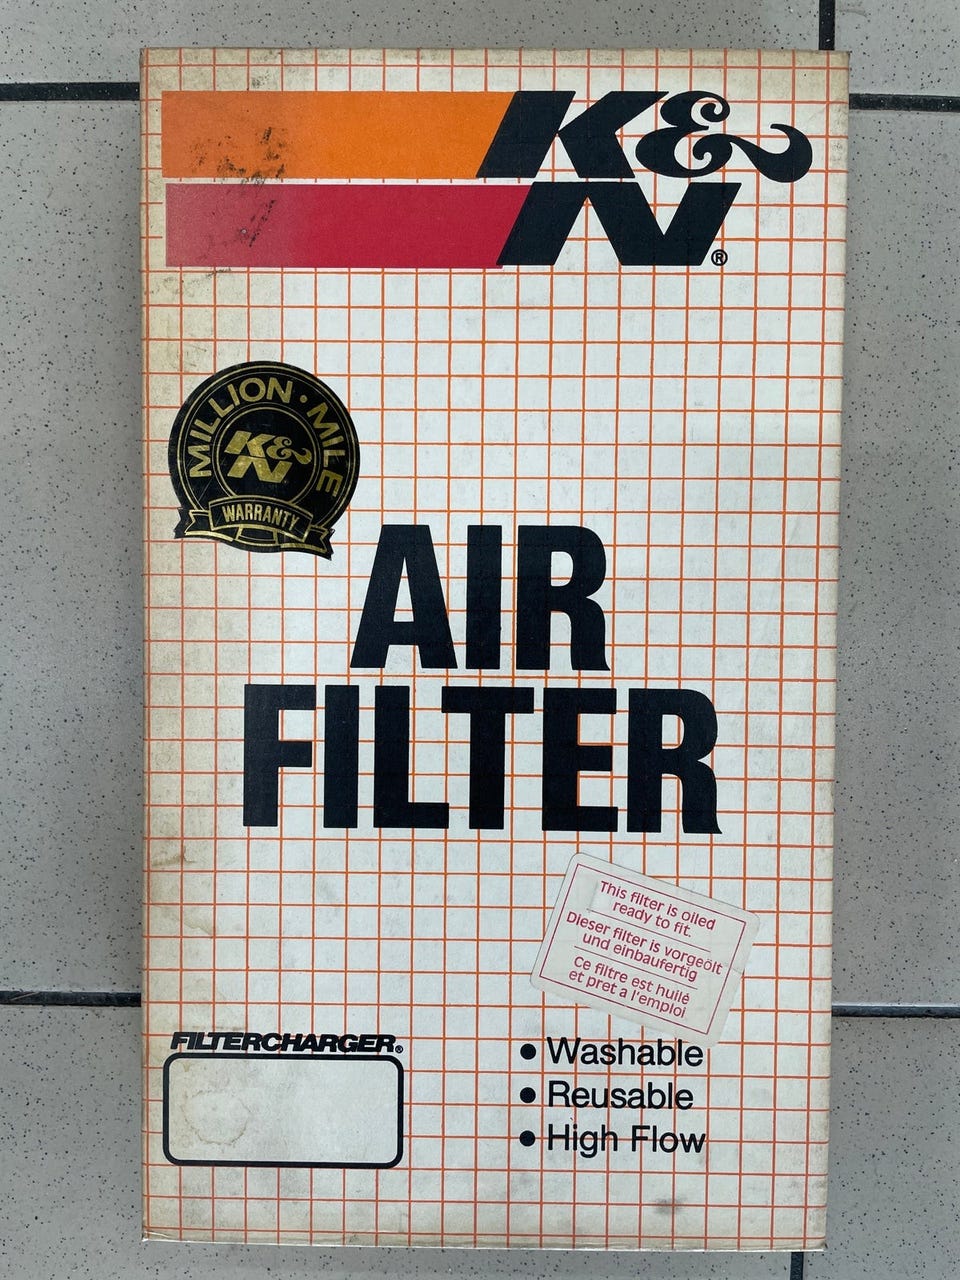 K&
N®
MILLION • MILE
K&
N
WARRANTY
AIR
FILTER
This filter is oiled
ready to fit.
Dieser filter is vorgeölt
und einbaufertig
Ce filtre est huilé
et pret a l'emploi
FILTERCHARGER®
• Washable
• Reusable
• High Flow